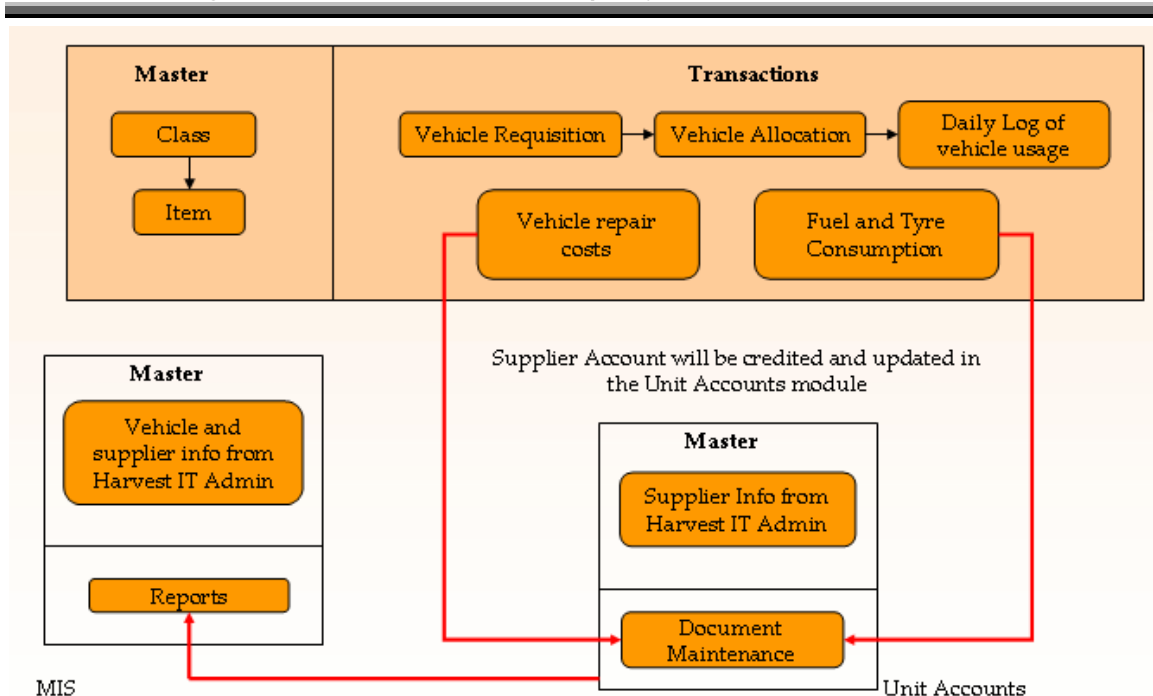 Master
Transactions
Class
Item
Vehicle Requisition
Vehicle Allocation
Daily Log of
vehicle usage
Vehicle repair
costs
Fuel and Tyre
Consumption
Supplier Account will be credited and updated in
the Unit Accounts module
Master
Vehicle and
supplier info from
Harvest IT Admin
Reports
MIS
Master
Supplier Info from
Harvest IT Admin
Document
Maintenance
Unit Accounts